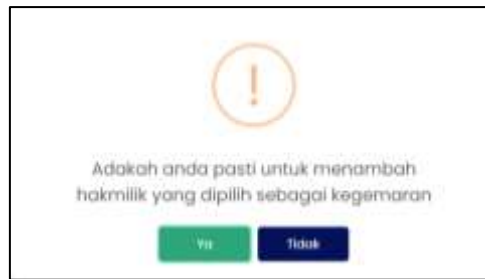 !
Adakah anda pasti untuk menambah
hakmilik yang dipilih sebagai kegemaran
Ya
Tidak